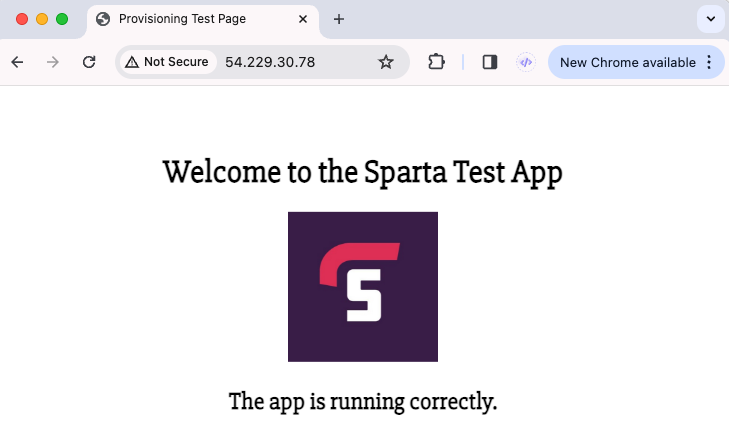 Provisioning Test Page
Not Secure 54.229.30.78 New Chrome available
Welcome to the Sparta Test App
S
The app is running correctly.